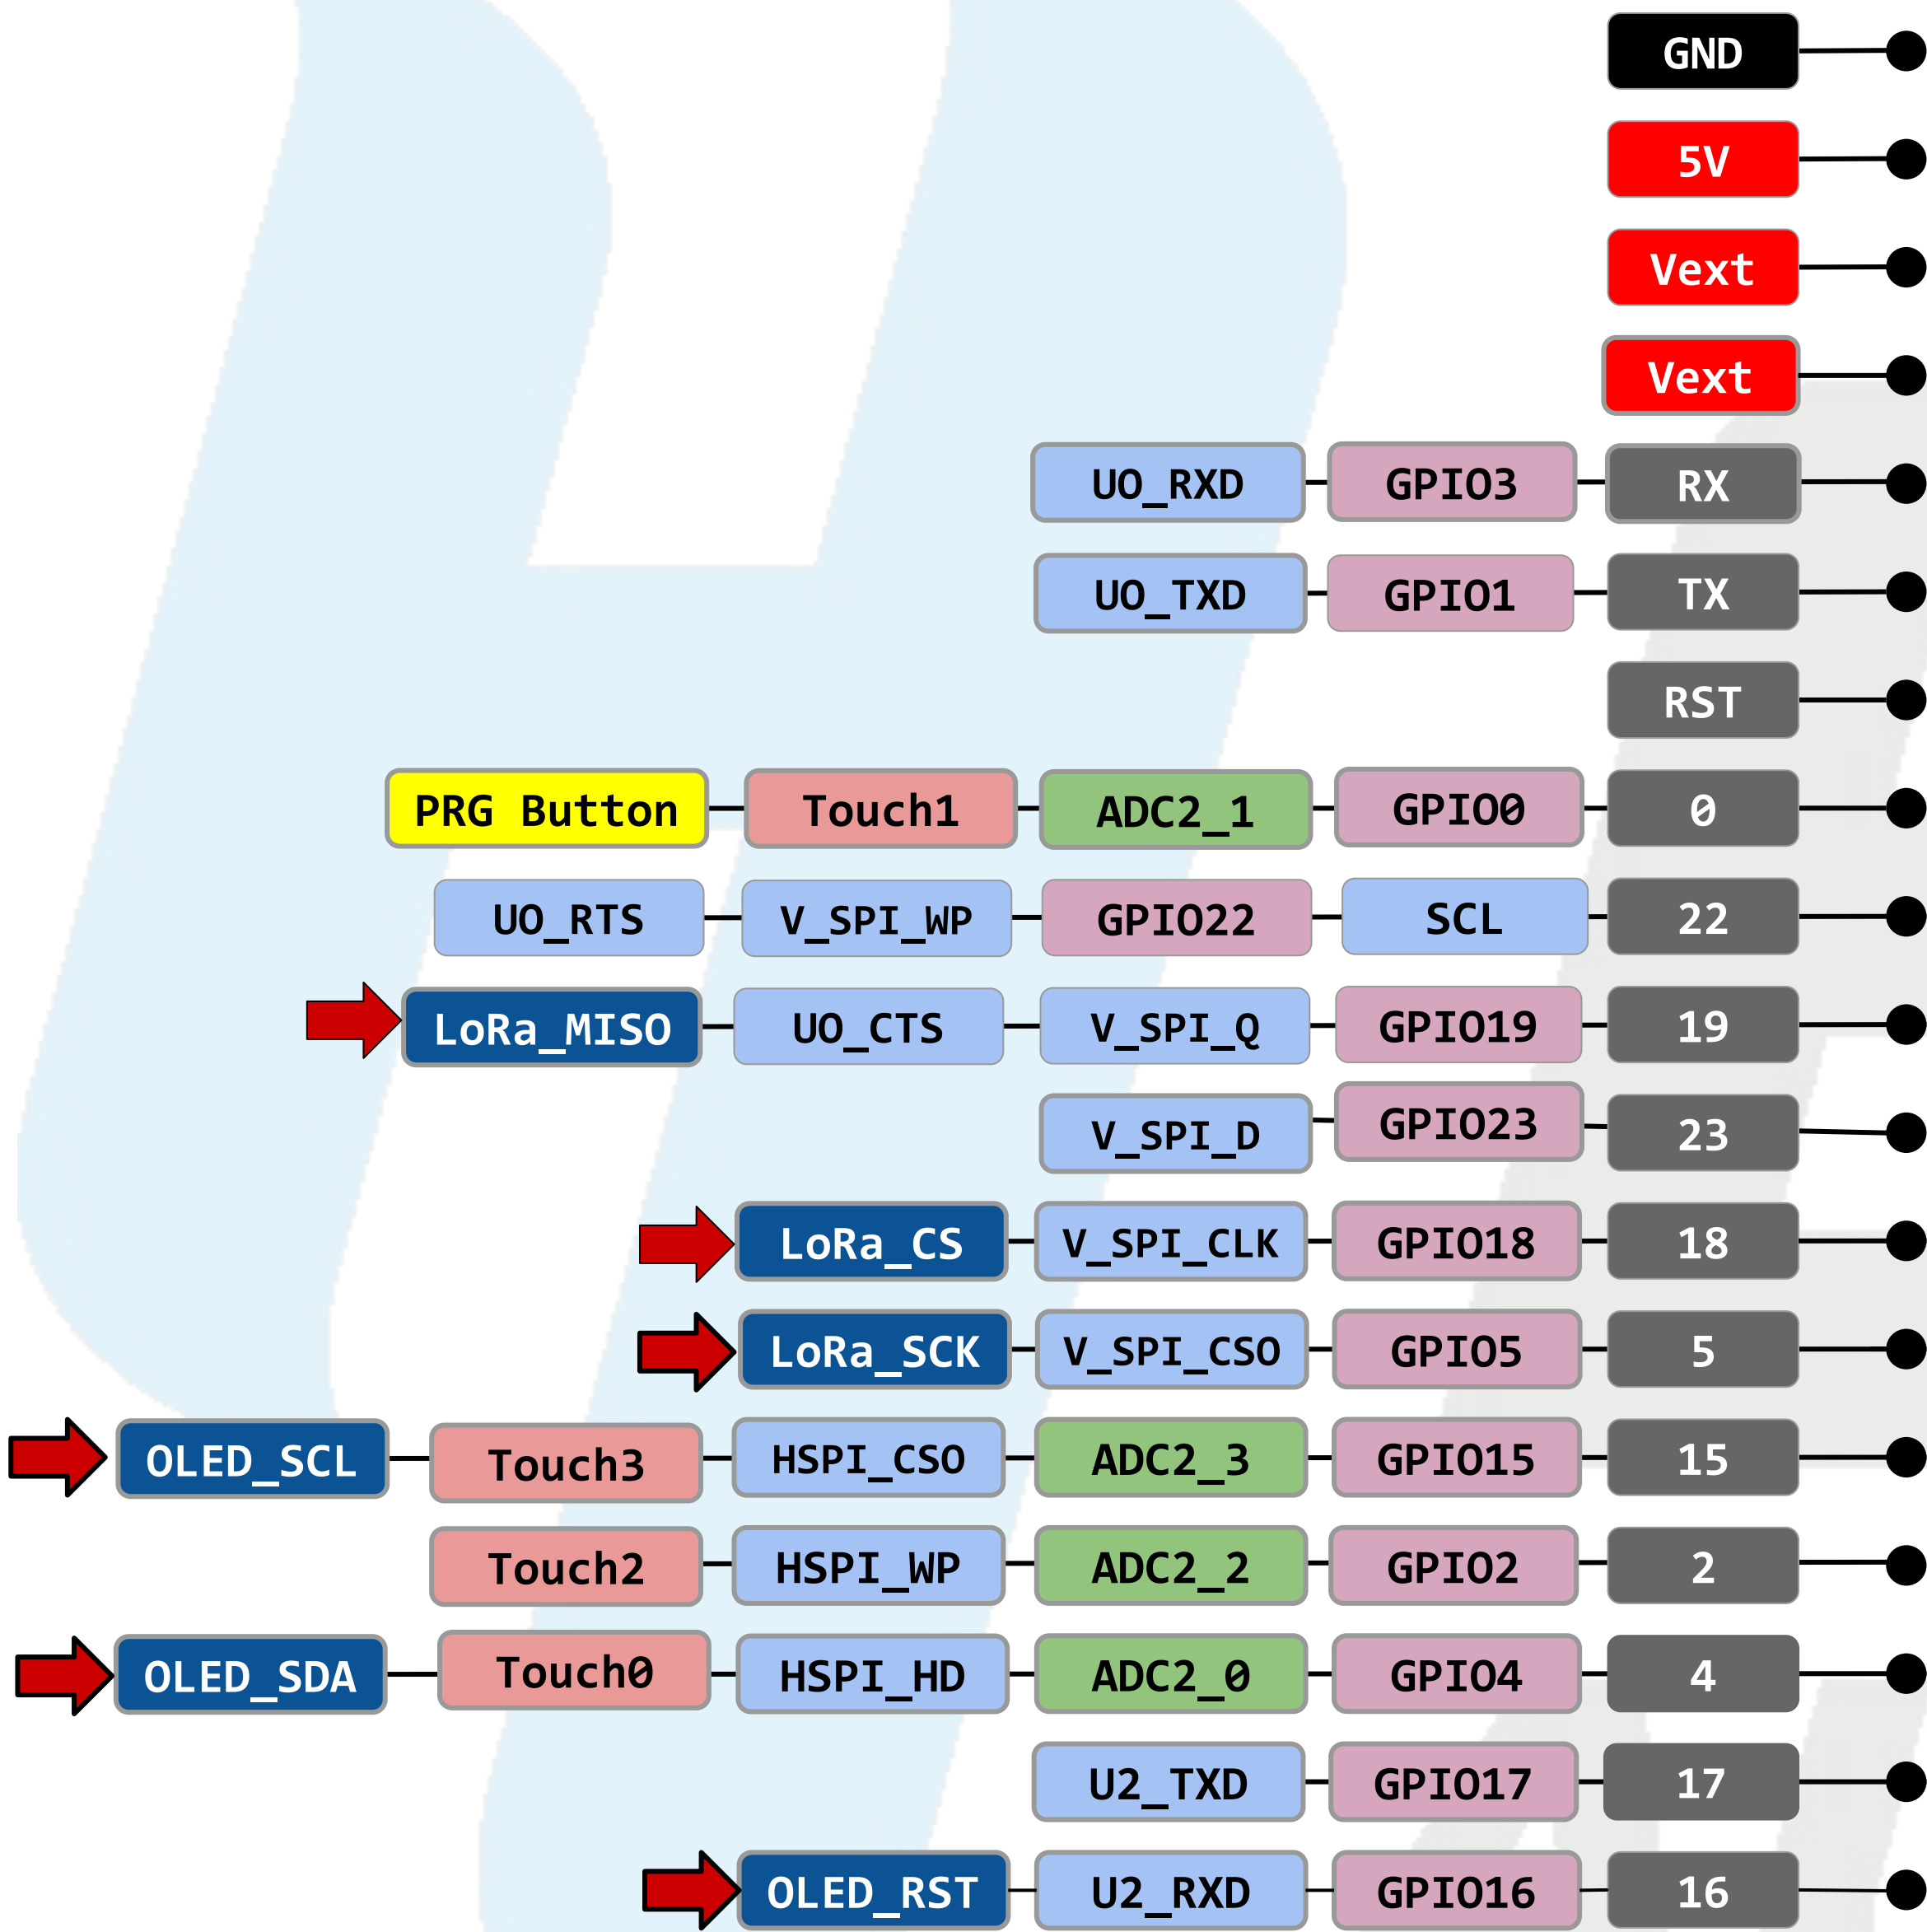 GND
5V
Vext
Vext
UO_RXD GPIO3 RX
UO_TXD GPIO1 TX
RST
PRG Button Touch1 ADC2_1 GPIO0 0
UO_RTS V_SPI_WP GPIO22 SCL 22
LoRa_MISO UO_CTS V_SPI_Q GPIO19 19
V_SPI_D GPIO23 23
LoRa_CS V_SPI_CLK GPIO18 18
LoRa_SCK V_SPI_CSO GPIO5 5
OLED_SCL Touch3 HSPI_CSO ADC2_3 GPIO15 15
Touch2 HSPI_WP ADC2_2 GPIO2 2
OLED_SDA Touch0 HSPI_HD ADC2_0 GPIO4 4
U2_TXD GPIO17 17
OLED_RST U2_RXD GPIO16 16